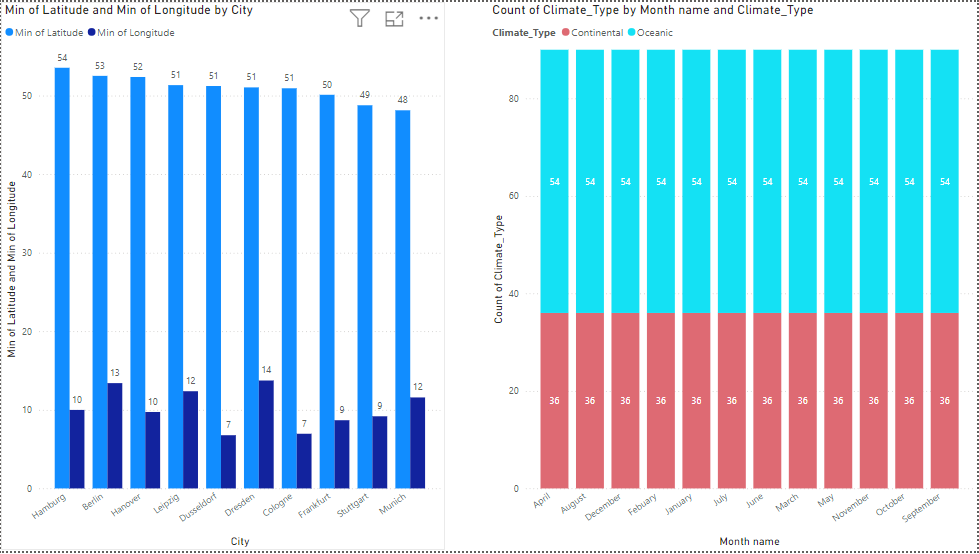 Min of Latitude and Min of Longitude by City
Min of Latitude Min of Longitude
Min of Latitude and Min of Longitude
50
40
30
20
10
0
54 53 52 51 51 51 51 50 49 48
10 13 10 12 7 14 7 9 9 12
Hamburg Berlin Hanover Leipzig Dusseldorf Dresden Cologne Frankfurt Stuttgart Munich
City
Count of Climate_Type by Month name and Climate_Type
Climate_Type Continental Oceanic
Count of Climate_Type
80
60
40
20
0
54 54 54 54 54 54 54 54 54 54 54 54
36 36 36 36 36 36 36 36 36 36 36 36
April August December Febuary January July June March May November October September
Month name